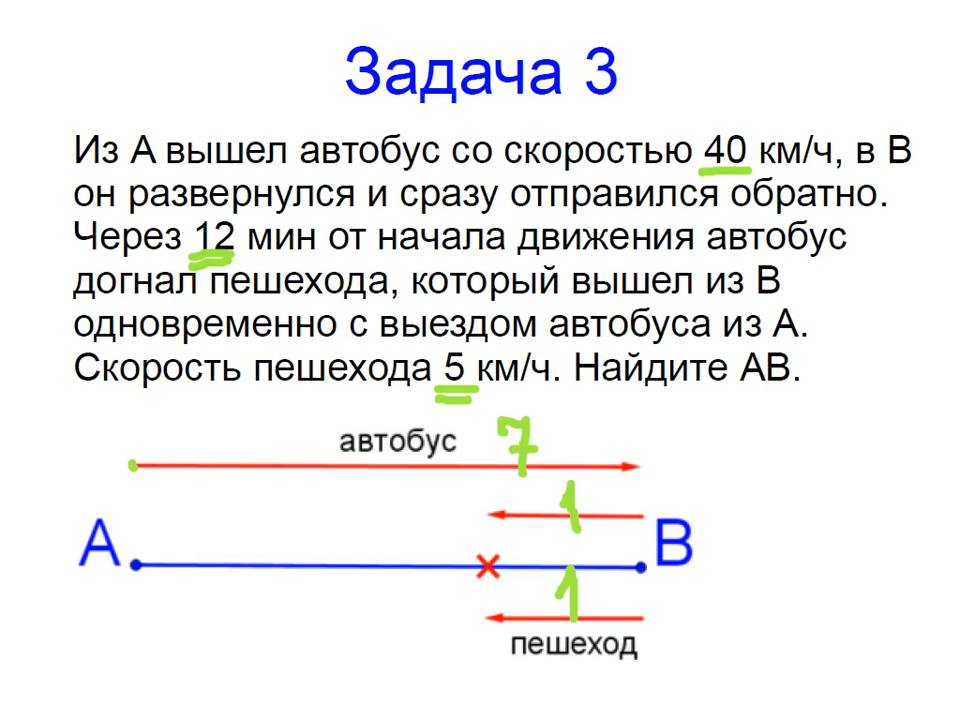 Задача 3
Из А вышел автобус со скоростью 40 км/ч, в В
он развернулся и сразу отправился обратно.
Через 12 мин от начала движения автобус
догнал пешехода, который вышел из В
одновременно с выездом автобуса из А.
Скорость пешехода 5 км/ч. Найдите АВ.
автобус 7
1
А В
1
пешеход